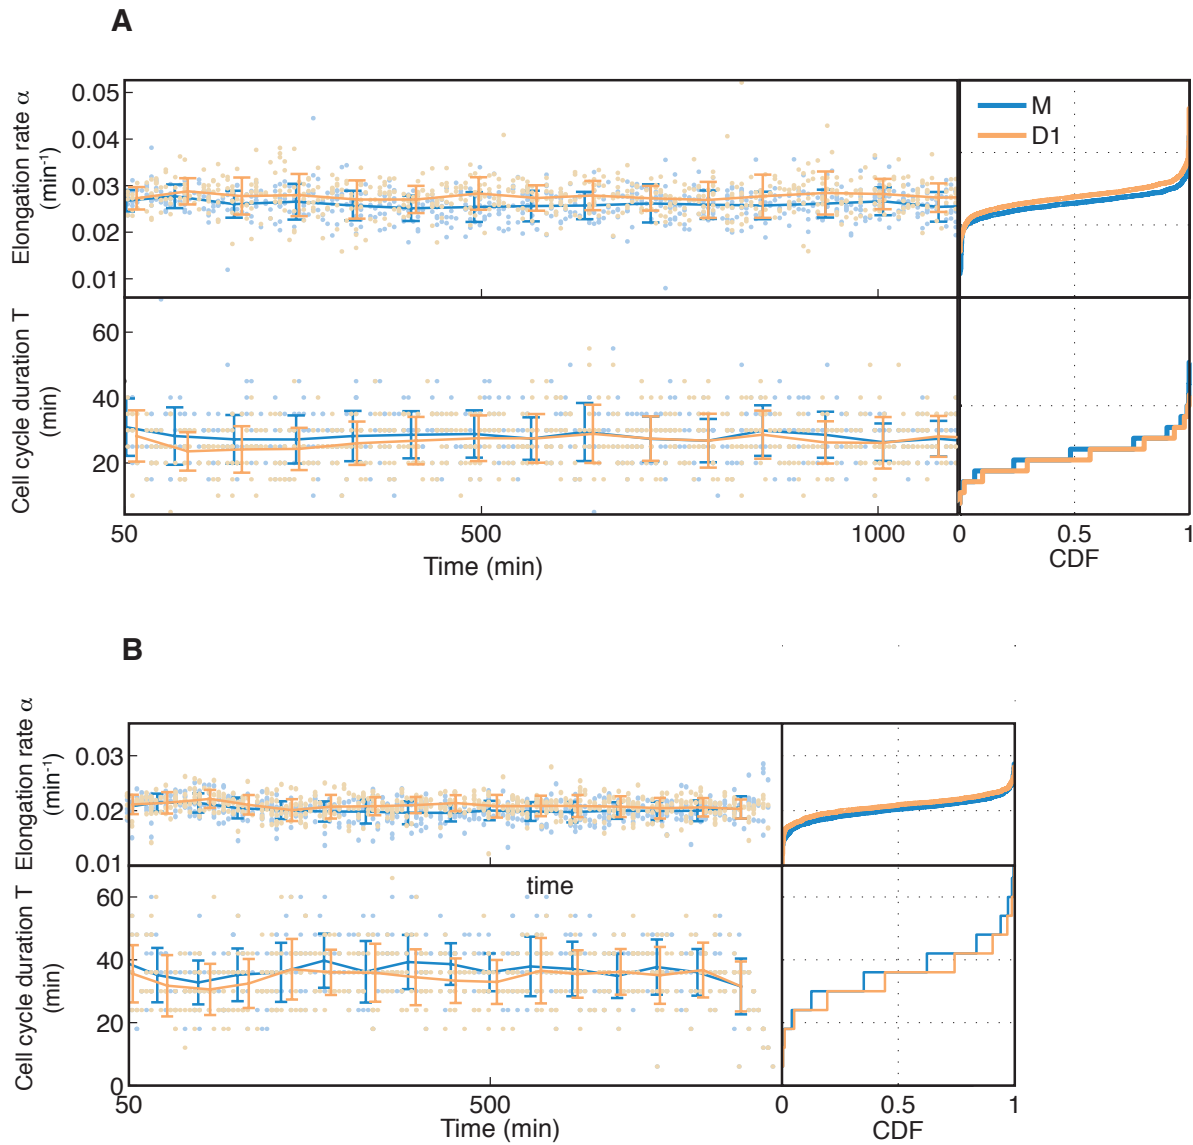 A
Elongation rate α
(min-1)
0.05
0.04
0.03
0.02
0.01
M
D1
Cell cycle duration T
(min)
60
40
20
50
500
1000
0
0.5
1
Time (min)
CDF
B
Elongation rate α
(min-1)
0.03
0.02
0.01
time
Cell cycle duration T
(min)
60
40
20
0
50
500
0
0.5
1
Time (min)
CDF